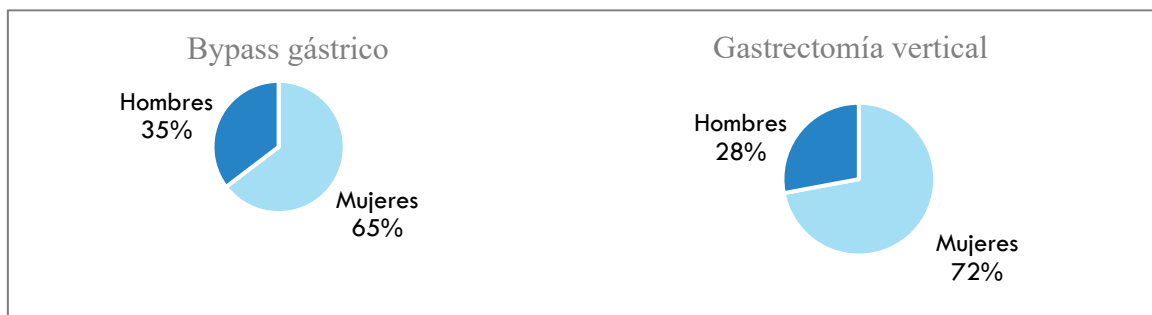 Bypass gástrico
Hombres
35%
Mujeres
65%
Gastrectomía vertical
Hombres
28%
Mujeres
72%